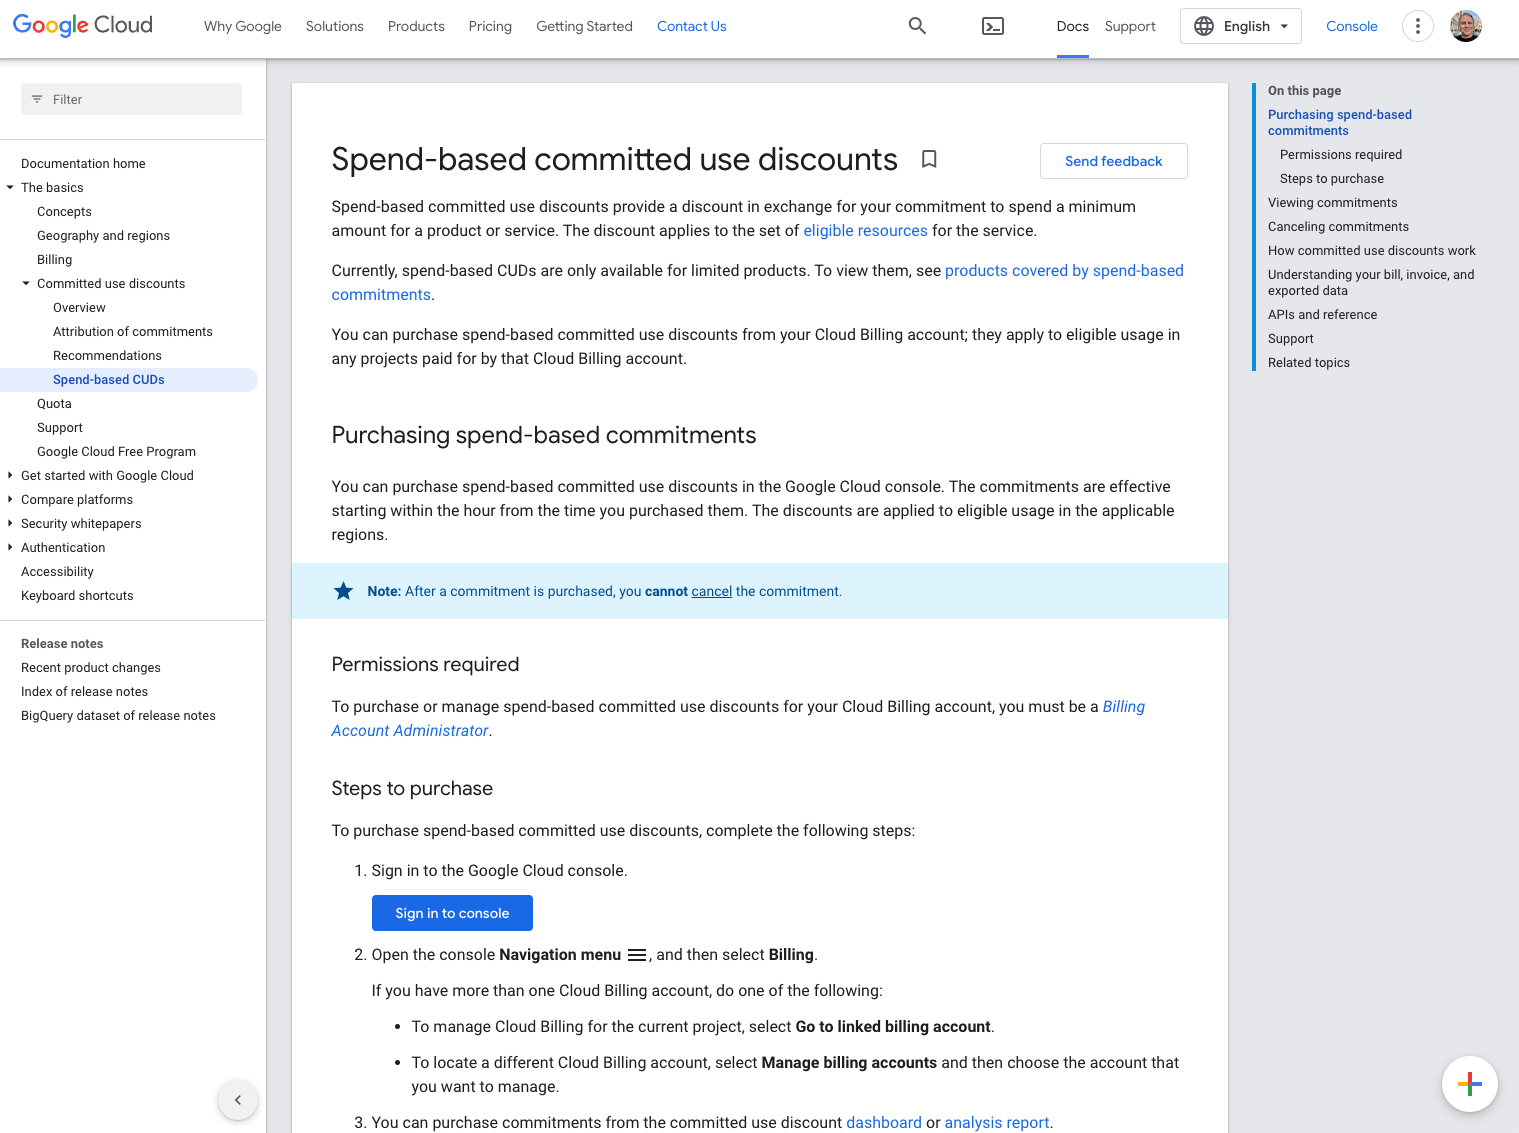 Google Cloud
Why Google
Solutions
Products
Pricing
Getting Started
Contact Us
Docs
Support
English
Console
Filter
Documentation home
The basics
Concepts
Geography and regions
Billing
Committed use discounts
Overview
Attribution of commitments
Recommendations
Spend-based CUDs
Quota
Support
Google Cloud Free Program
Get started with Google Cloud
Compare platforms
Security whitepapers
Authentication
Accessibility
Keyboard shortcuts
Release notes
Recent product changes
Index of release notes
BigQuery dataset of release notes
Spend-based committed use discounts
Send feedback
Spend-based committed use discounts provide a discount in exchange for your commitment to spend a minimum
amount for a product or service. The discount applies to the set of eligible resources for the service.
Currently, spend-based CUDs are only available for limited products. To view them, see products covered by spend-based
commitments.
You can purchase spend-based committed use discounts from your Cloud Billing account; they apply to eligible usage in
any projects paid for by that Cloud Billing account.
Purchasing spend-based commitments
You can purchase spend-based committed use discounts in the Google Cloud console. The commitments are effective
starting within the hour from the time you purchased them. The discounts are applied to eligible usage in the applicable
regions.
Note: After a commitment is purchased, you cannot cancel the commitment.
Permissions required
To purchase or manage spend-based committed use discounts for your Cloud Billing account, you must be a Billing
Account Administrator.
Steps to purchase
To purchase spend-based committed use discounts, complete the following steps:
1. Sign in to the Google Cloud console.
Sign in to console
2. Open the console Navigation menu , and then select Billing.
If you have more than one Cloud Billing account, do one of the following:
• To manage Cloud Billing for the current project, select Go to linked billing account.
• To locate a different Cloud Billing account, select Manage billing accounts and then choose the account that
you want to manage.
3. You can purchase commitments from the committed use discount dashboard or analysis report.
On this page
Purchasing spend-based
commitments
Permissions required
Steps to purchase
Viewing commitments
Canceling commitments
How committed use discounts work
Understanding your bill, invoice, and
exported data
APIs and reference
Support
Related topics